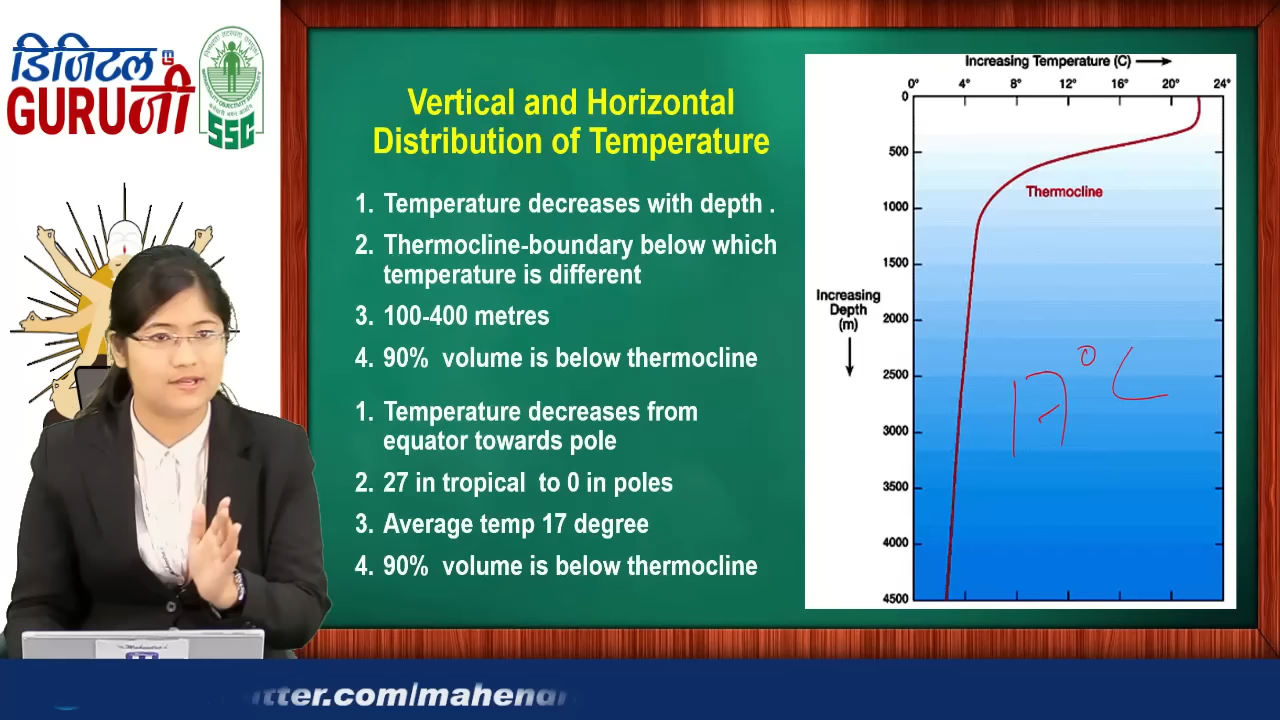 डिजिटल
GURUजी
SSC
Vertical and Horizontal
Distribution of Temperature
1. Temperature decreases with depth .
2. Thermocline-boundary below which
temperature is different
3. 100-400 metres
4. 90% volume is below thermocline
1. Temperature decreases from
equator towards pole
2. 27 in tropical to 0 in poles
3. Average temp 17 degree
4. 90% volume is below thermocline
Increasing Temperature (C)
0° 4° 8° 12° 16° 20° 24°
0
500
Thermocline
1000
1500
Increasing
Depth
(m)
2000
2500
3000
3500
4000
4500
17°C
itter.com/mahend